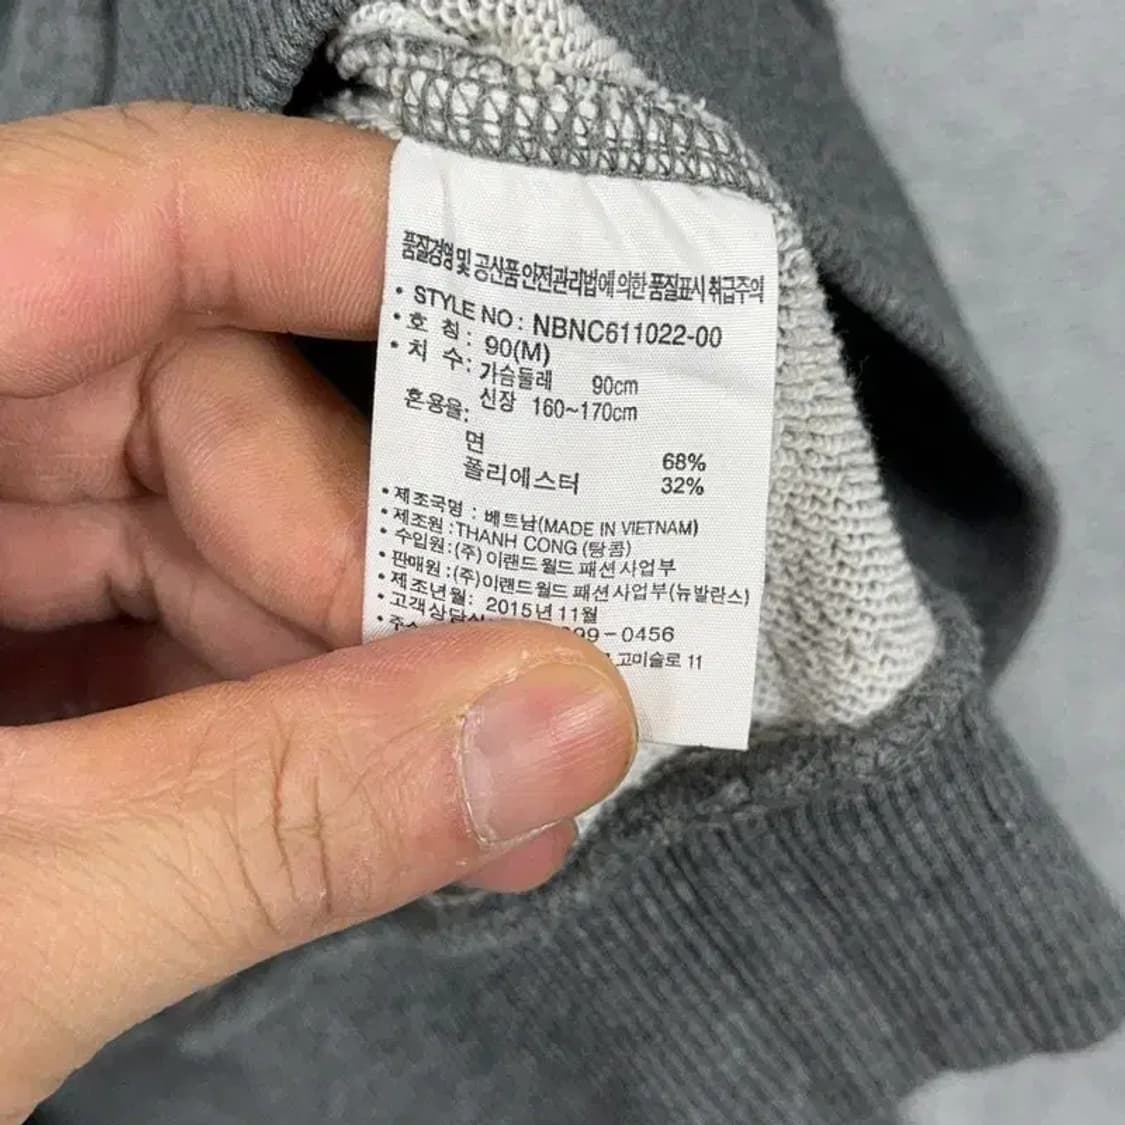 품질경영 및 공산품 안전관리법에 의한 품질표시 취급주의
• STYLE NO : NBNC611022-00
• 호 칭 : 90(M)
• 치 수 : 가슴둘레 90cm
신장 160~170cm
혼용율:
면 68%
폴리에스터 32%
• 제조국명 : 베트남(MADE IN VIETNAM)
• 제조원 : THANH CONG (탕콤)
• 수입원 : (주) 이랜드월드 패션사업부
• 판매원 : (주)이랜드월드 패션사업부(뉴발란스)
• 제조년월: 2015년 11월
• 고객상담 99-0456
고미술로 11